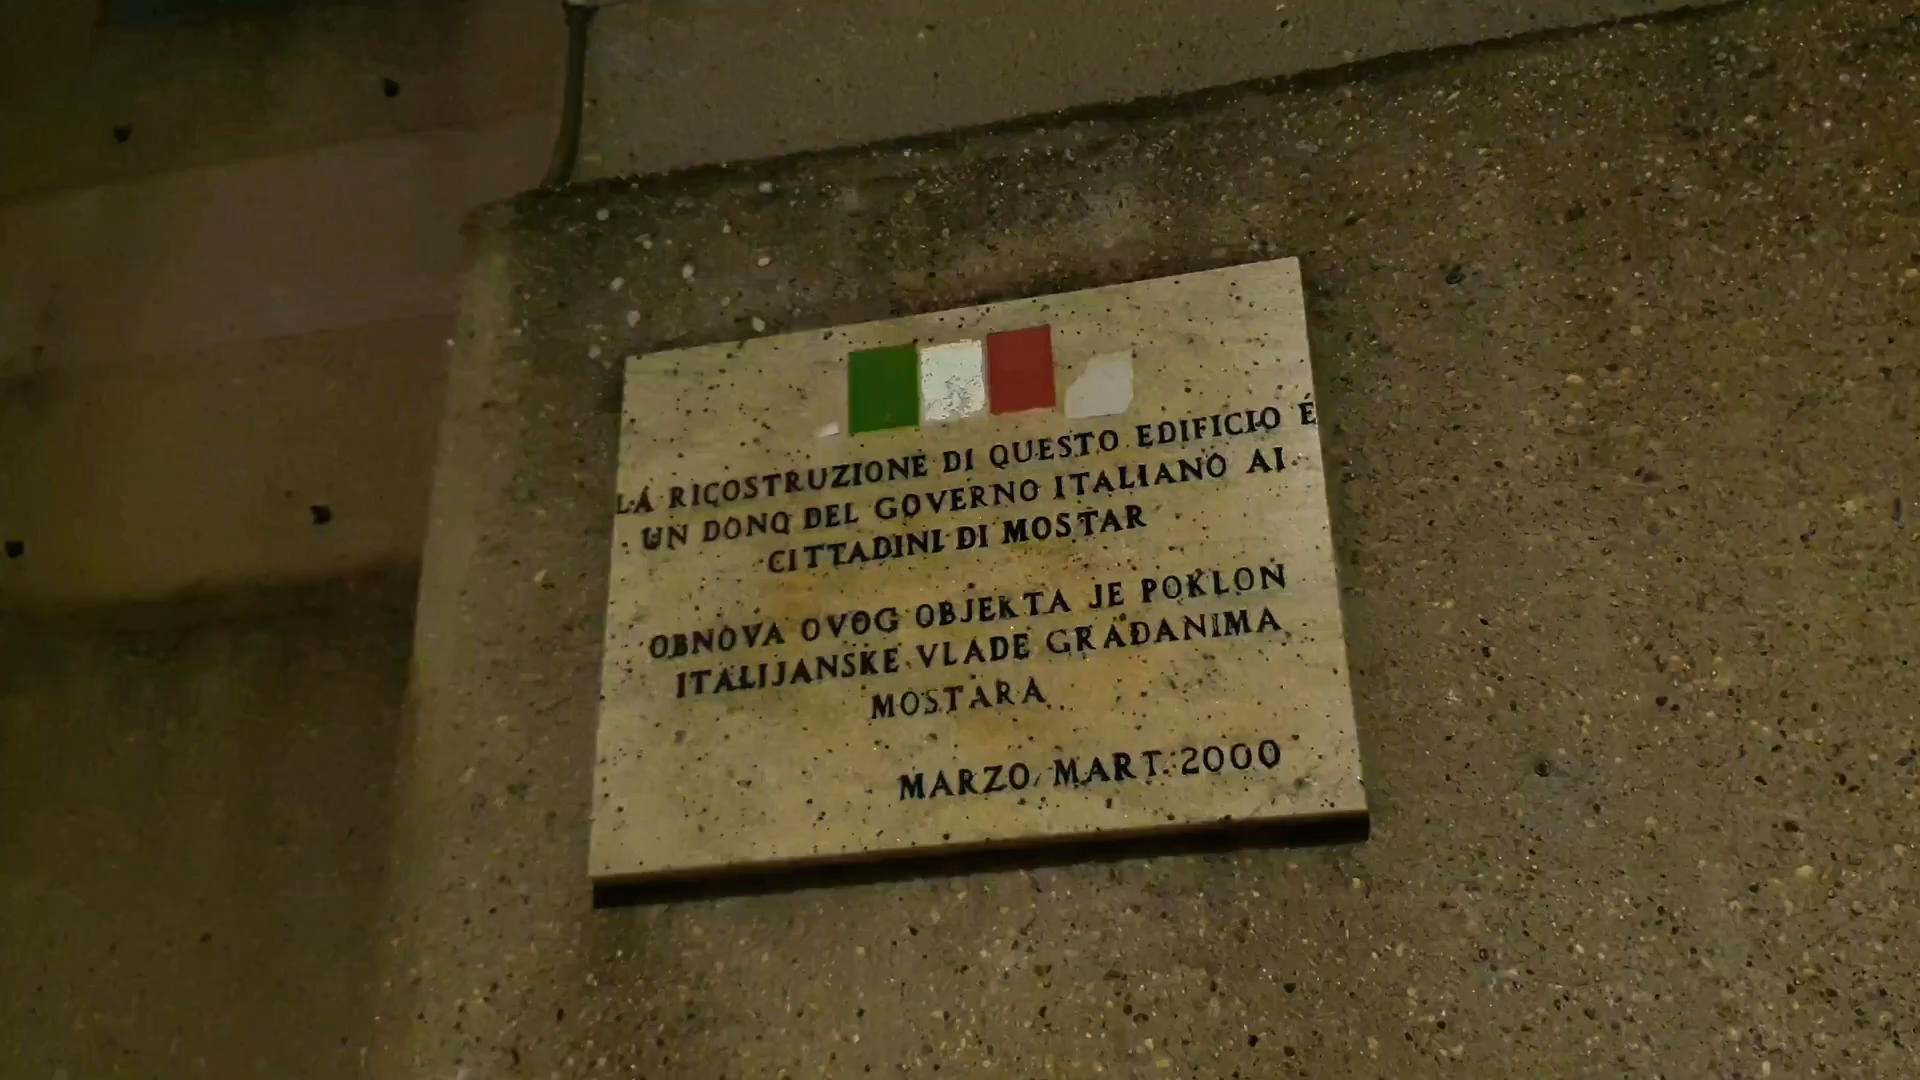 LA RICOSTRUZIONE DI QUESTO EDIFICIO É
UN DONO DEL GOVERNO ITALIANO AI
CITTADINI DI MOSTAR
OBNOVA OVOG OBJEKTA JE POKLON
ITALIJANSKE VLADE GRAĐANIMA
MOSTARA
MARZO/MART. 2000